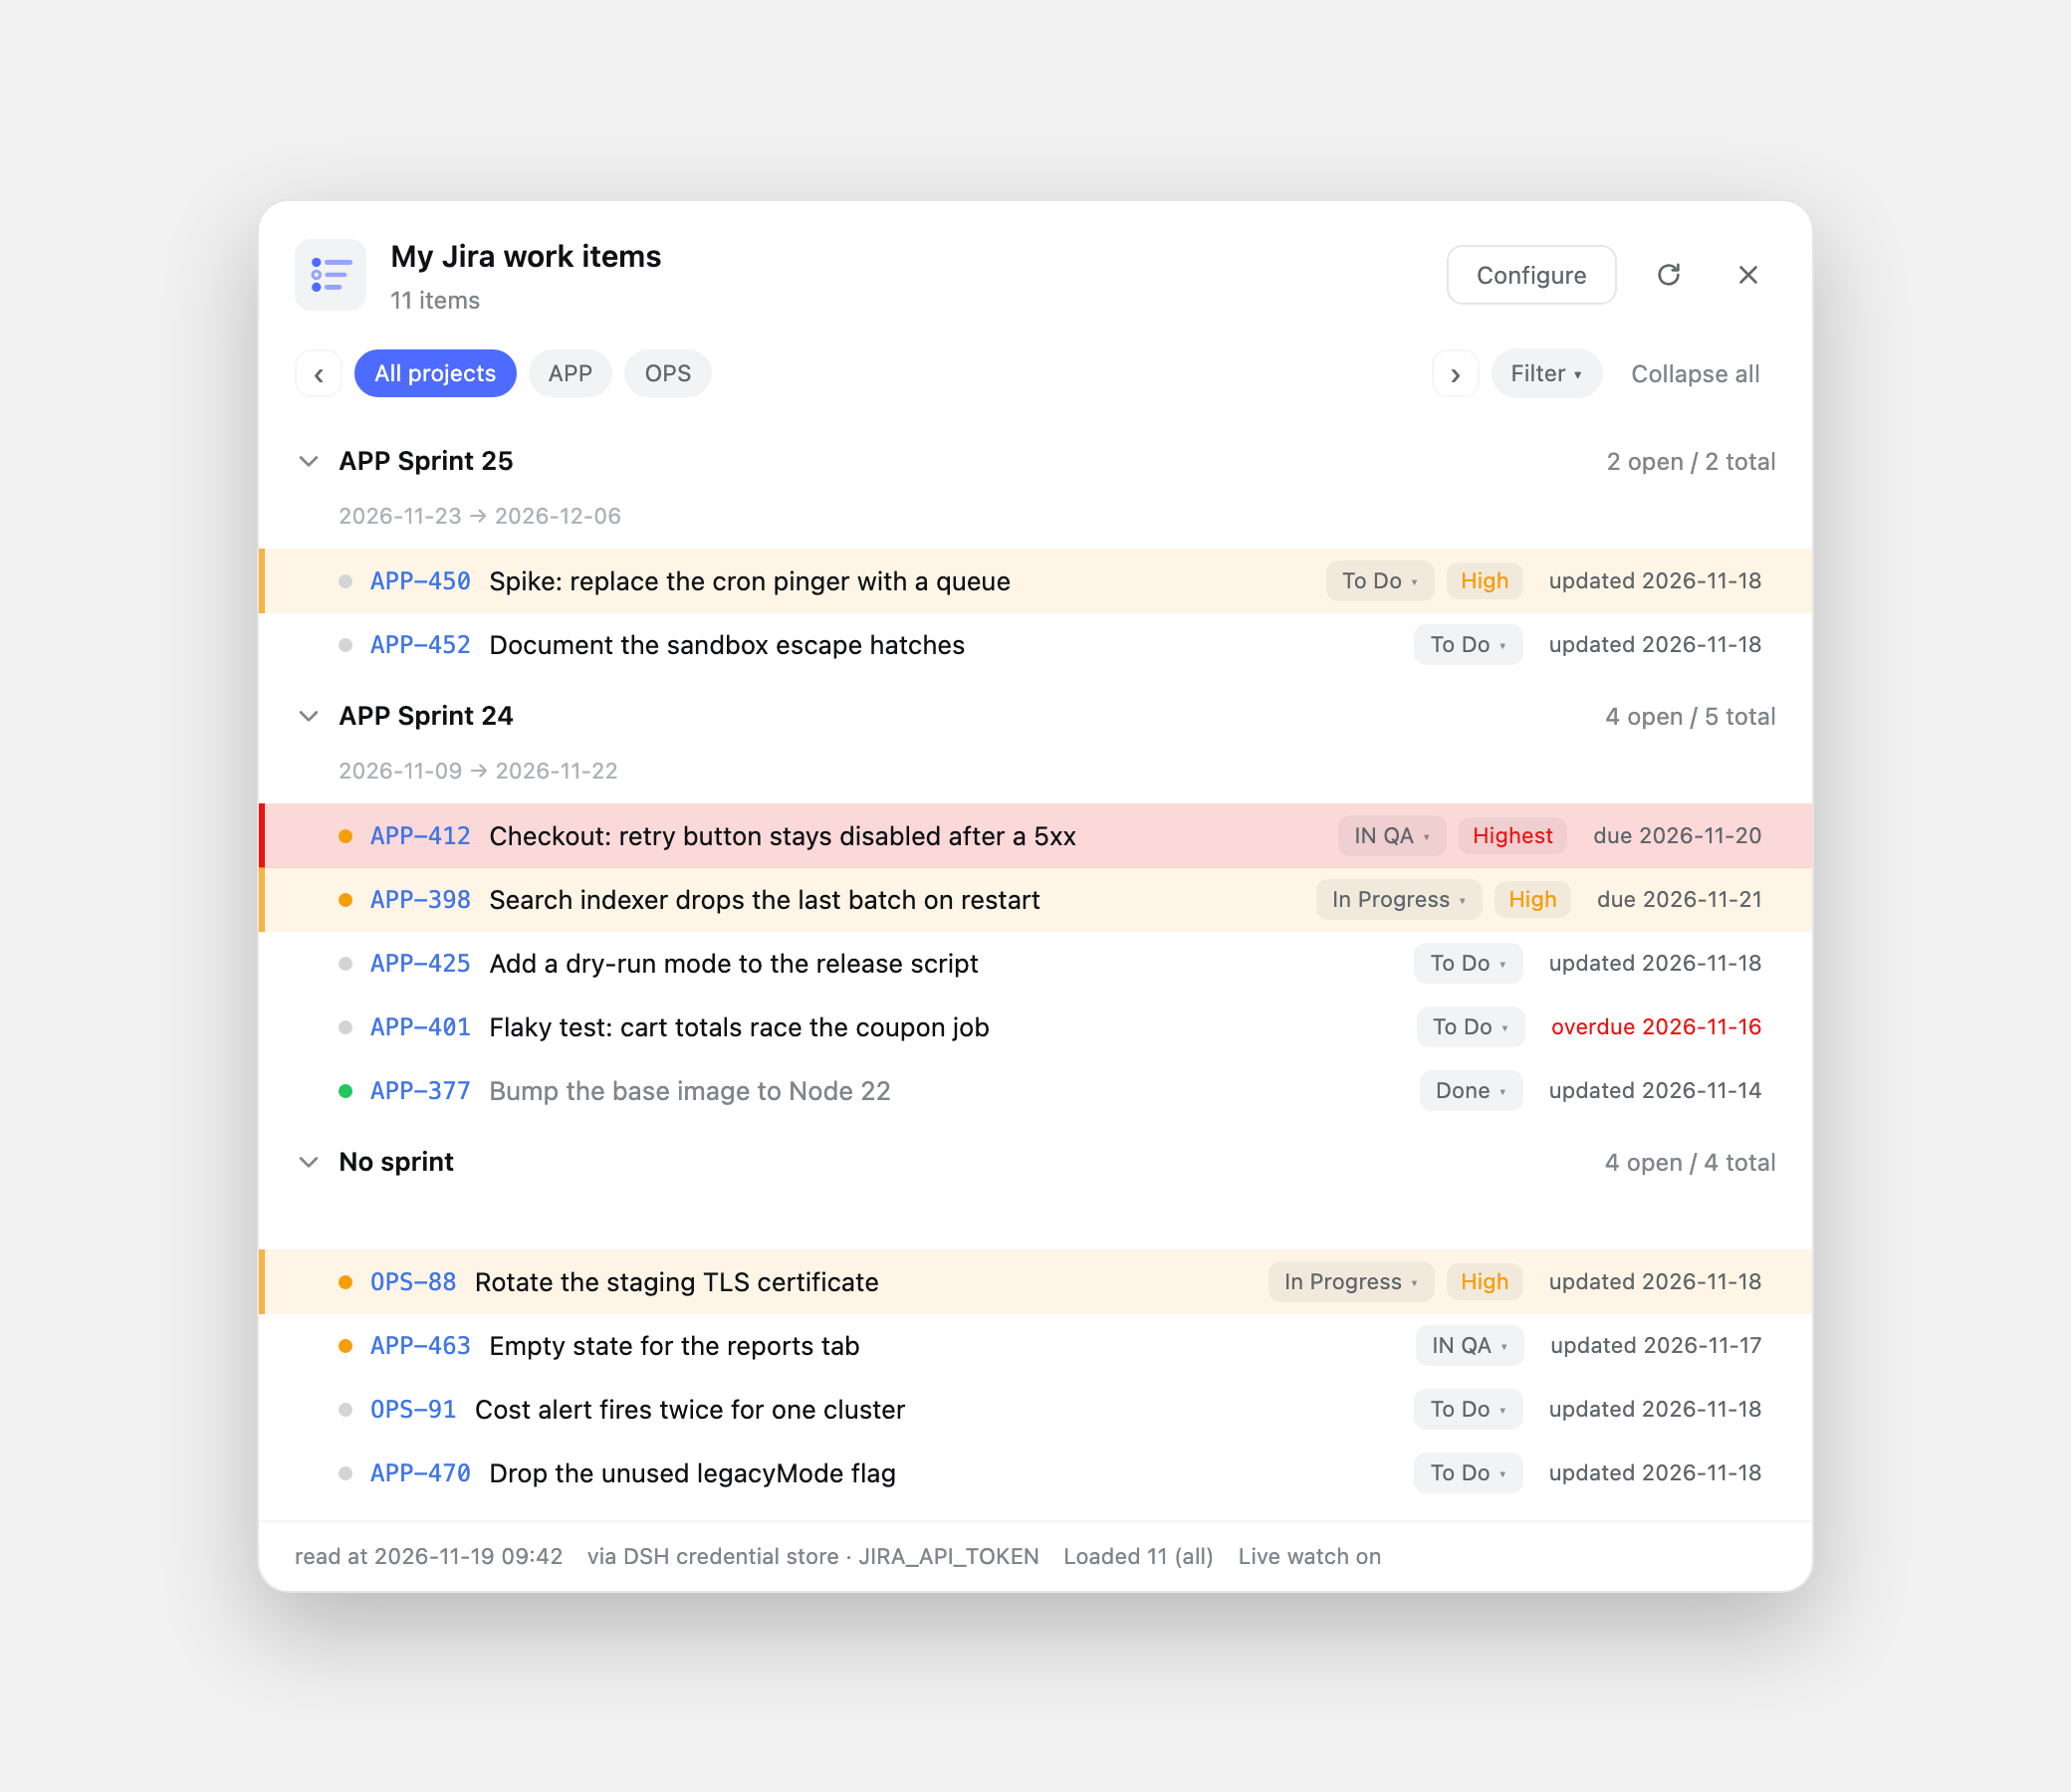 My Jira work items
11 items
Configure
‹ All projects APP OPS › Filter ▾ Collapse all
APP Sprint 25 2 open / 2 total
2026-11-23 → 2026-12-06
APP-450 Spike: replace the cron pinger with a queue To Do ▾ High updated 2026-11-18
APP-452 Document the sandbox escape hatches To Do ▾ updated 2026-11-18
APP Sprint 24 4 open / 5 total
2026-11-09 → 2026-11-22
APP-412 Checkout: retry button stays disabled after a 5xx IN QA ▾ Highest due 2026-11-20
APP-398 Search indexer drops the last batch on restart In Progress ▾ High due 2026-11-21
APP-425 Add a dry-run mode to the release script To Do ▾ updated 2026-11-18
APP-401 Flaky test: cart totals race the coupon job To Do ▾ overdue 2026-11-16
APP-377 Bump the base image to Node 22 Done ▾ updated 2026-11-14
No sprint 4 open / 4 total
OPS-88 Rotate the staging TLS certificate In Progress ▾ High updated 2026-11-18
APP-463 Empty state for the reports tab IN QA ▾ updated 2026-11-17
OPS-91 Cost alert fires twice for one cluster To Do ▾ updated 2026-11-18
APP-470 Drop the unused legacyMode flag To Do ▾ updated 2026-11-18
read at 2026-11-19 09:42 via DSH credential store · JIRA_API_TOKEN Loaded 11 (all) Live watch on